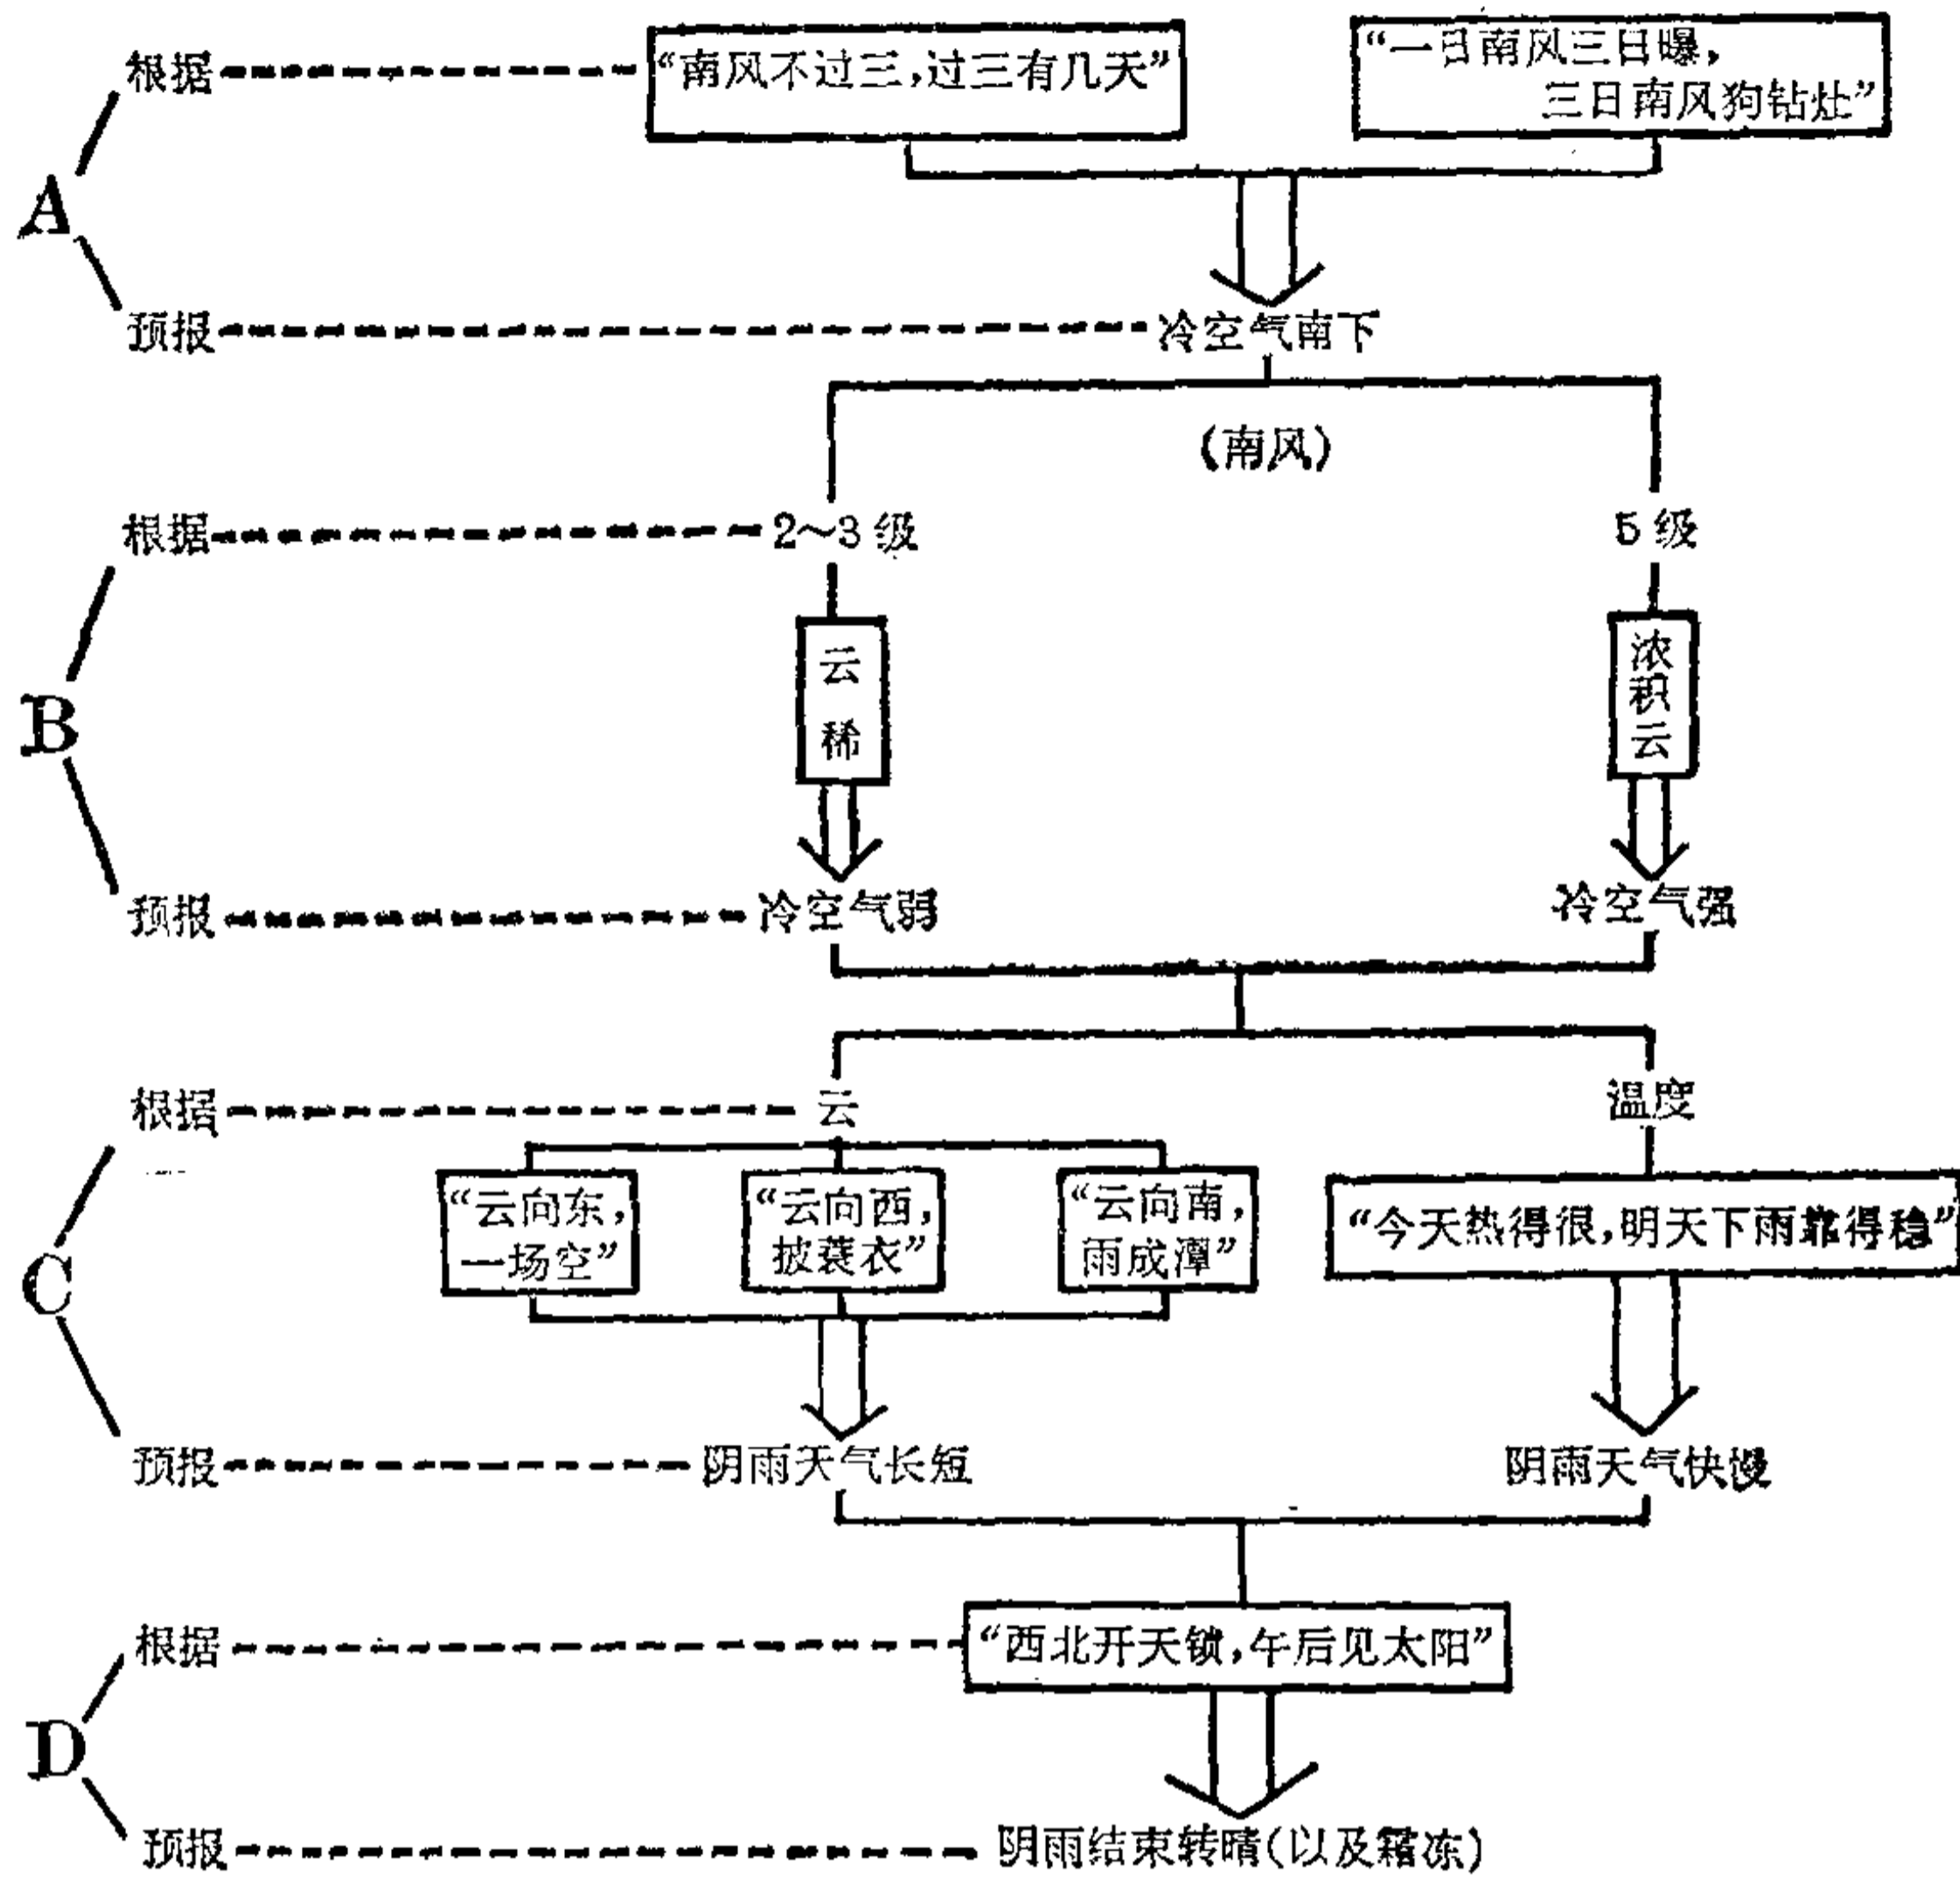 根据
“南风不过三,过三有几天”
“一日南风三日曝,
三日南风狗钻灶”
A
预报
冷空气南下
(南风)
根据
2～3级
5级
云稀
浓积云
B
预报
冷空气弱
冷空气强
根据
云
温度
“云向东,
一场空”
“云向西,
披蓑衣”
“云向南,
雨成潭”
“今天热得很,明天下雨靠得稳”
C
预报
阴雨天气长短
阴雨天气快慢
根据
“西北开天锁,午后见太阳”
D
预报
阴雨结束转晴(以及霜冻)